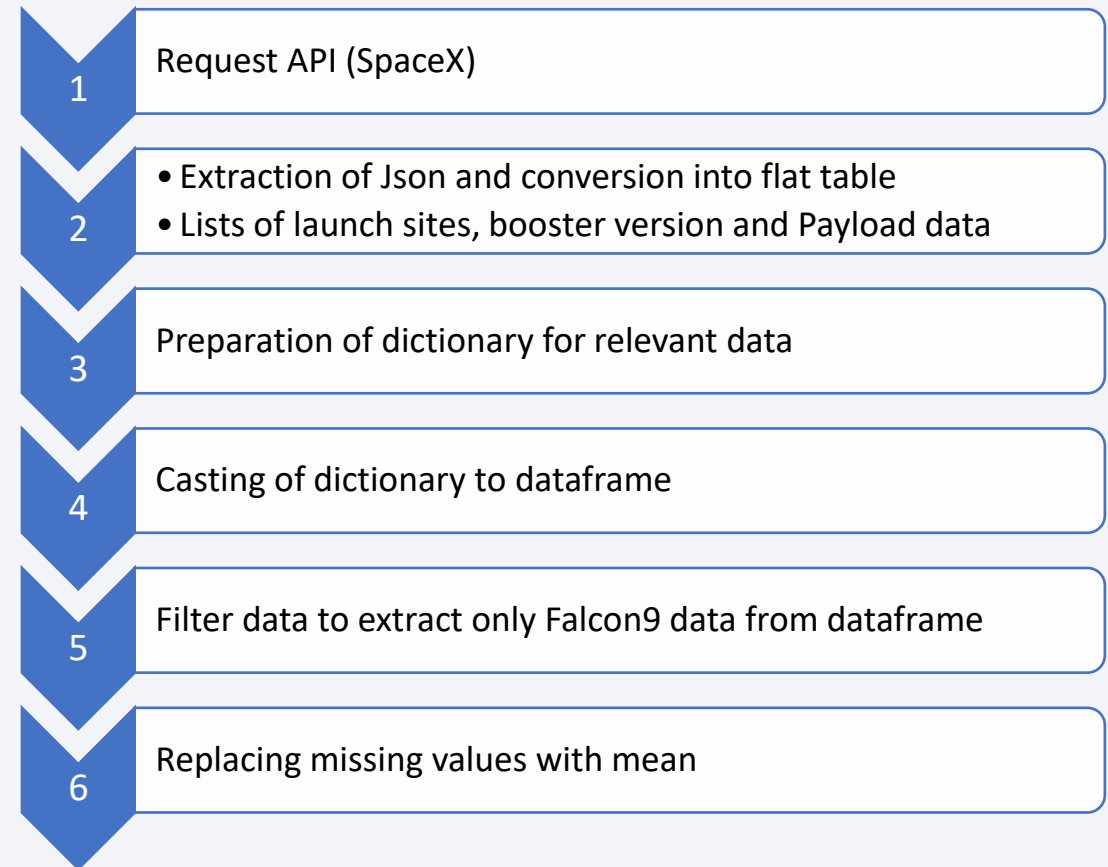 1
Request API (SpaceX)
2
• Extraction of Json and conversion into flat table
• Lists of launch sites, booster version and Payload data
3
Preparation of dictionary for relevant data
4
Casting of dictionary to dataframe
5
Filter data to extract only Falcon9 data from dataframe
6
Replacing missing values with mean